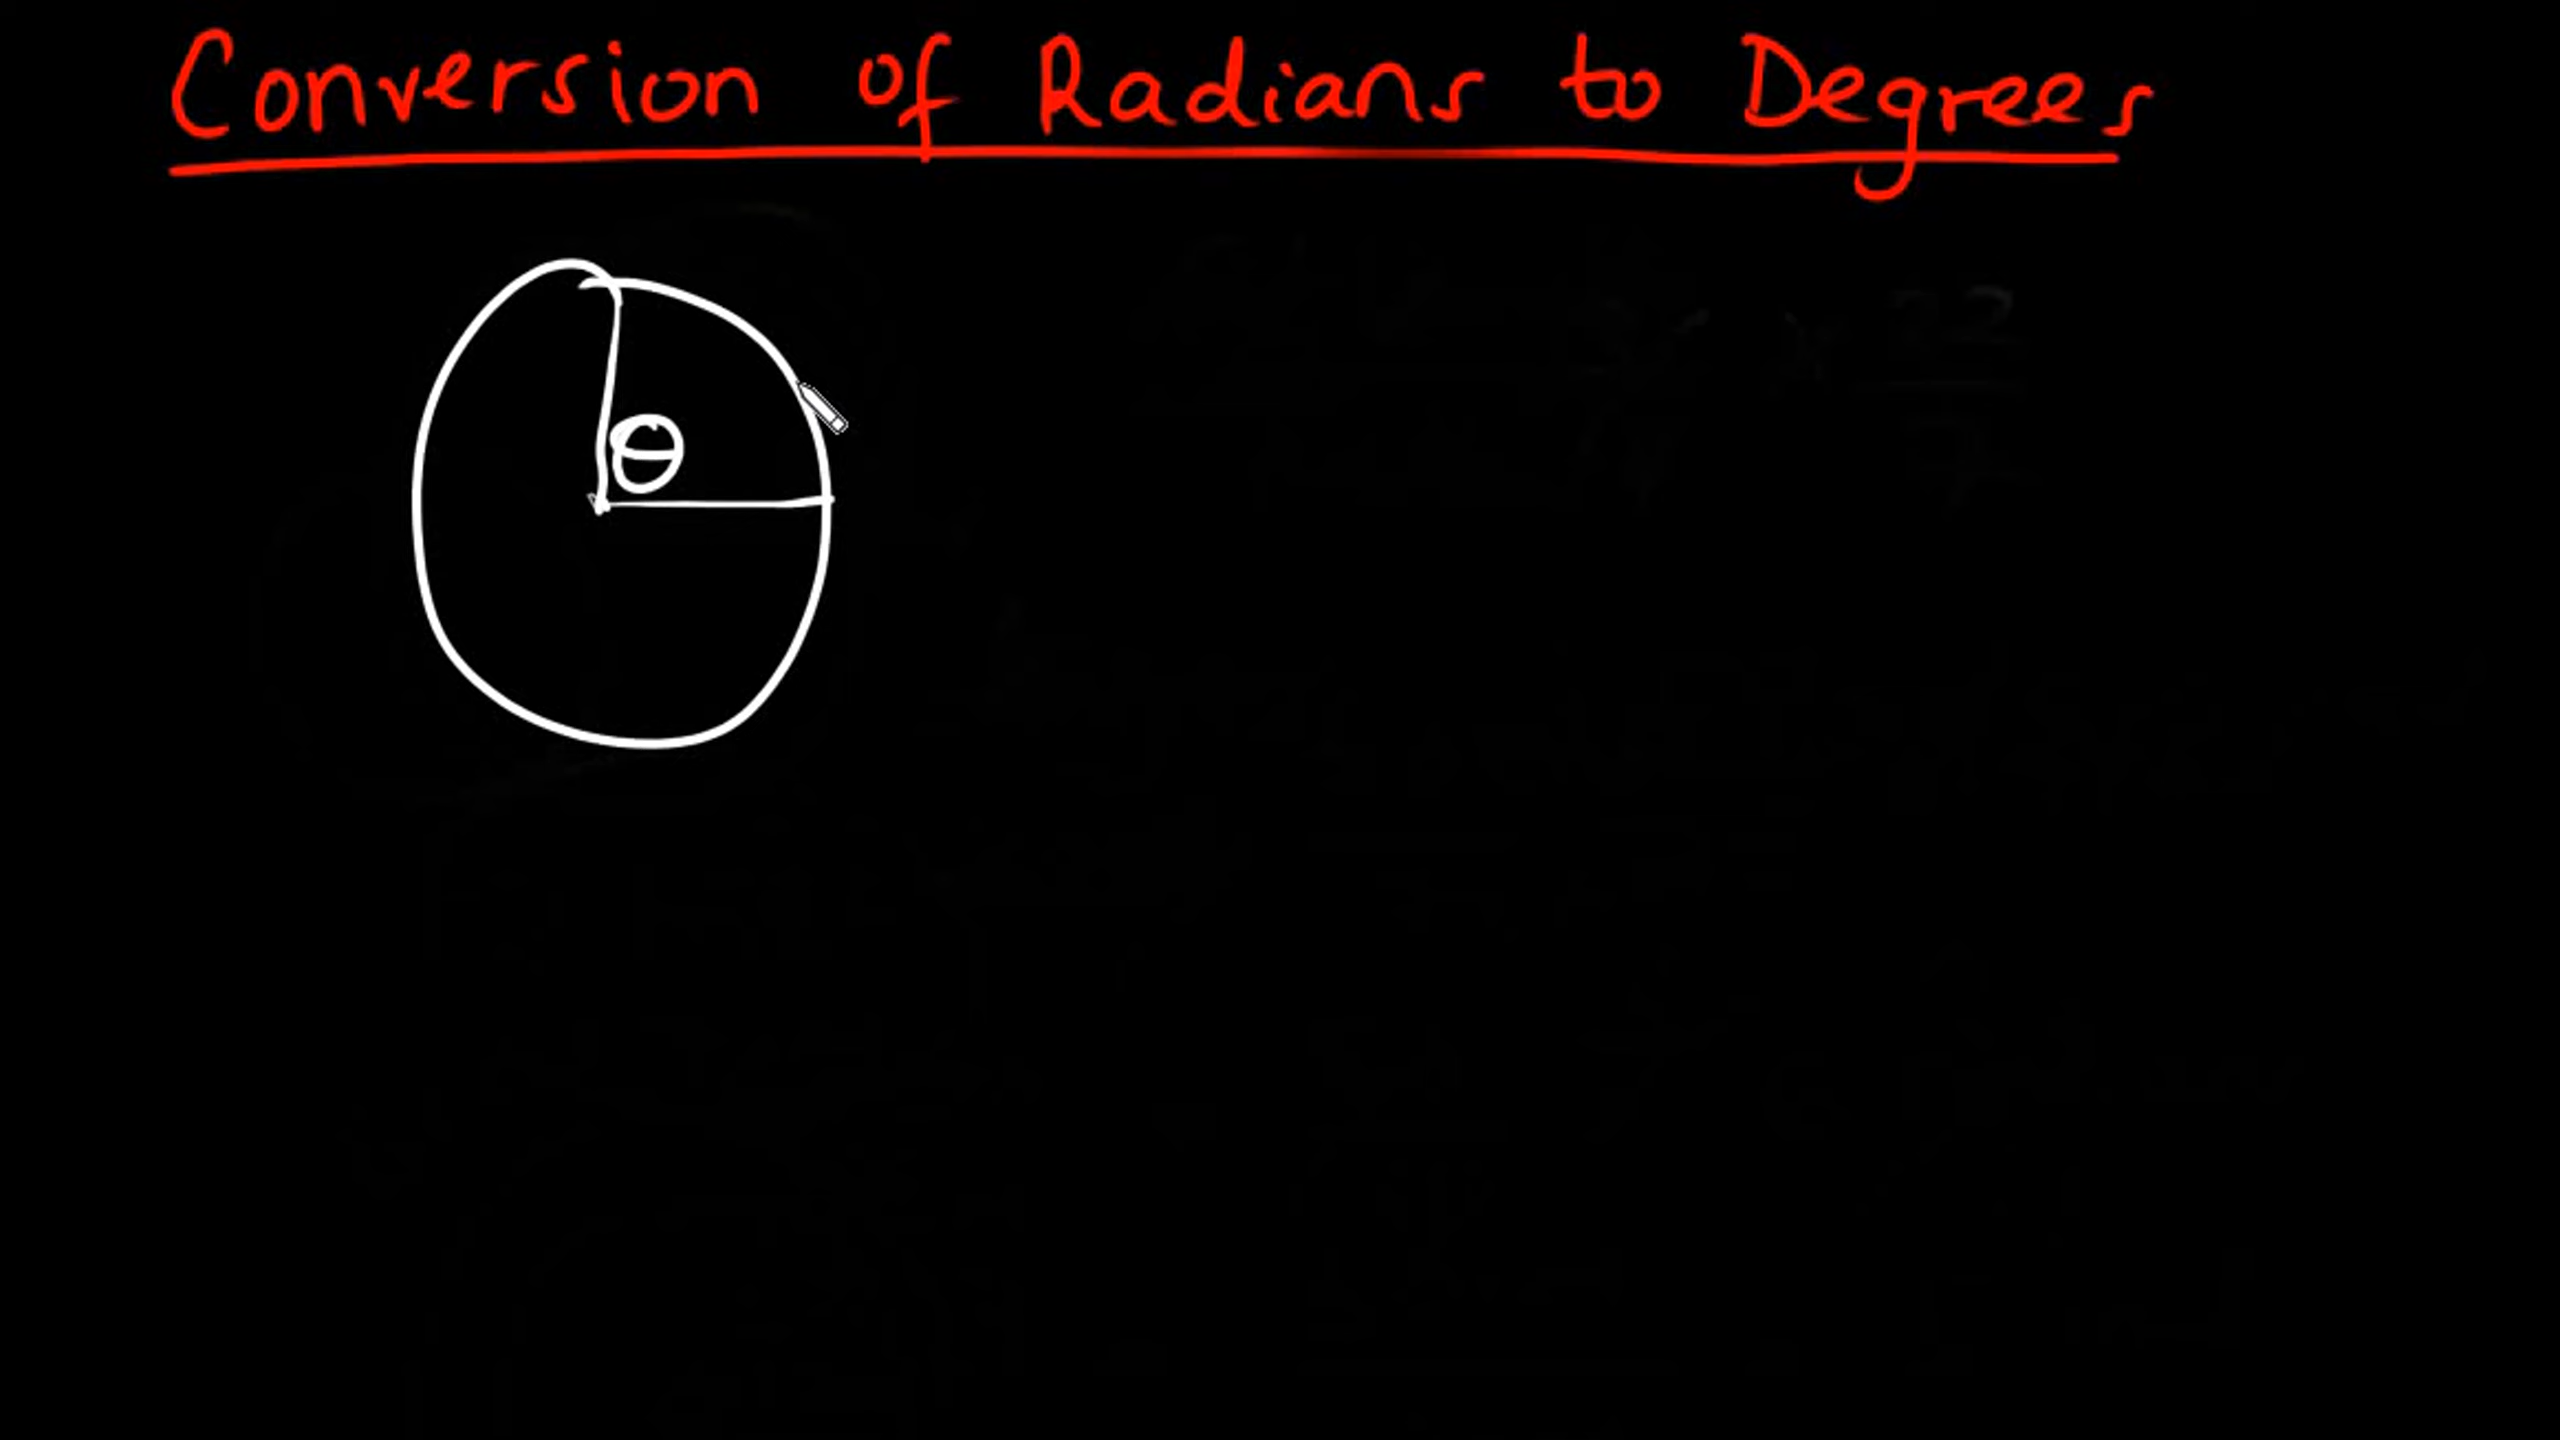 Conversion of Radians to Degrees
θ